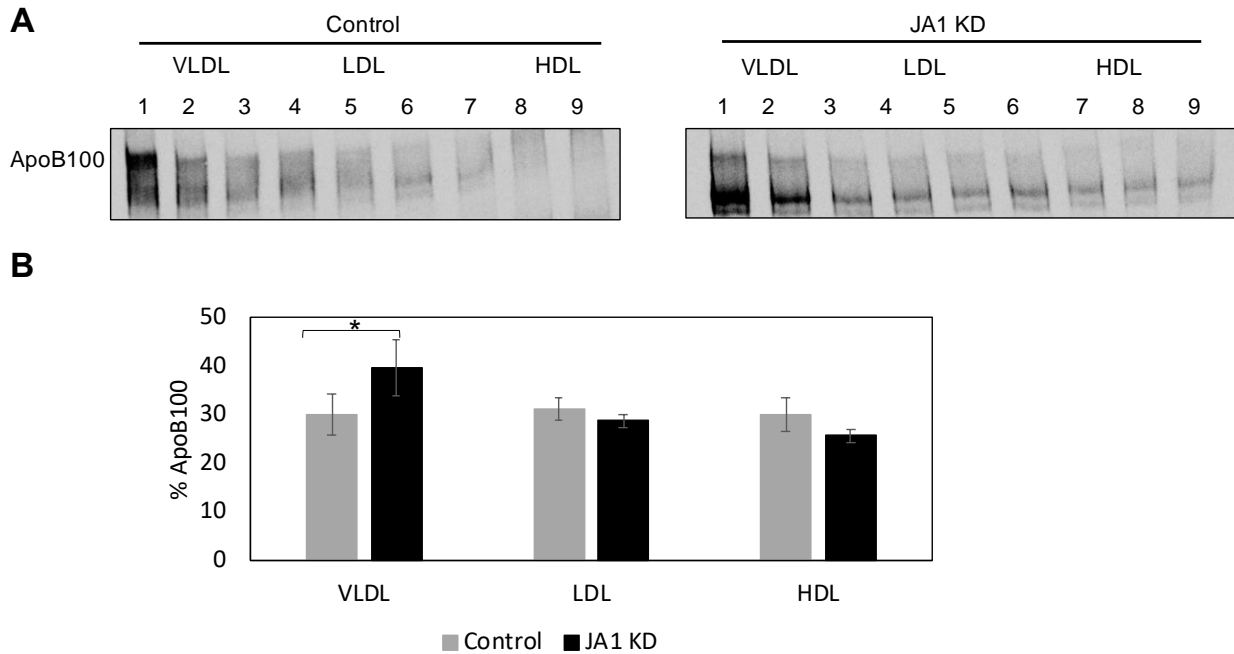 A
Control
JA1 KD
VLDL LDL HDL
VLDL LDL HDL
1 2 3 4 5 6 7 8 9
1 2 3 4 5 6 7 8 9
ApoB100
B
% ApoB100
50
40
30
20
10
0
*
VLDL LDL HDL
Control JA1 KD